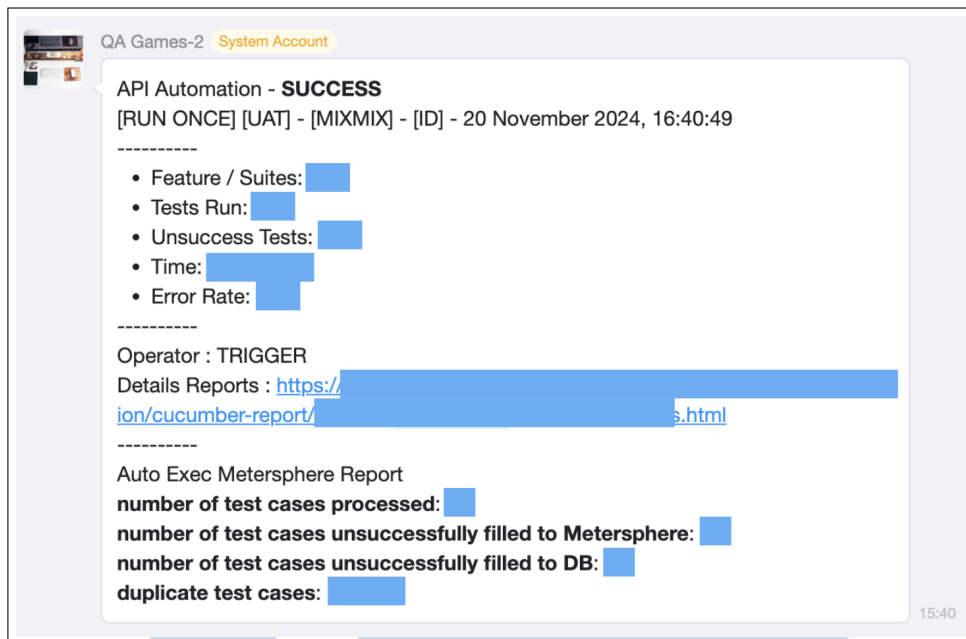 QA Games-2 System Account
API Automation - SUCCESS
[RUN ONCE] [UAT] - [MIXMIX] - [ID] - 20 November 2024, 16:40:49
----------
• Feature / Suites:
• Tests Run:
• Unsuccess Tests:
• Time:
• Error Rate:
----------
Operator : TRIGGER
Details Reports : https://
ion/cucumber-report/ s.html
----------
Auto Exec Metersphere Report
number of test cases processed:
number of test cases unsuccessfully filled to Metersphere:
number of test cases unsuccessfully filled to DB:
duplicate test cases:
15:40